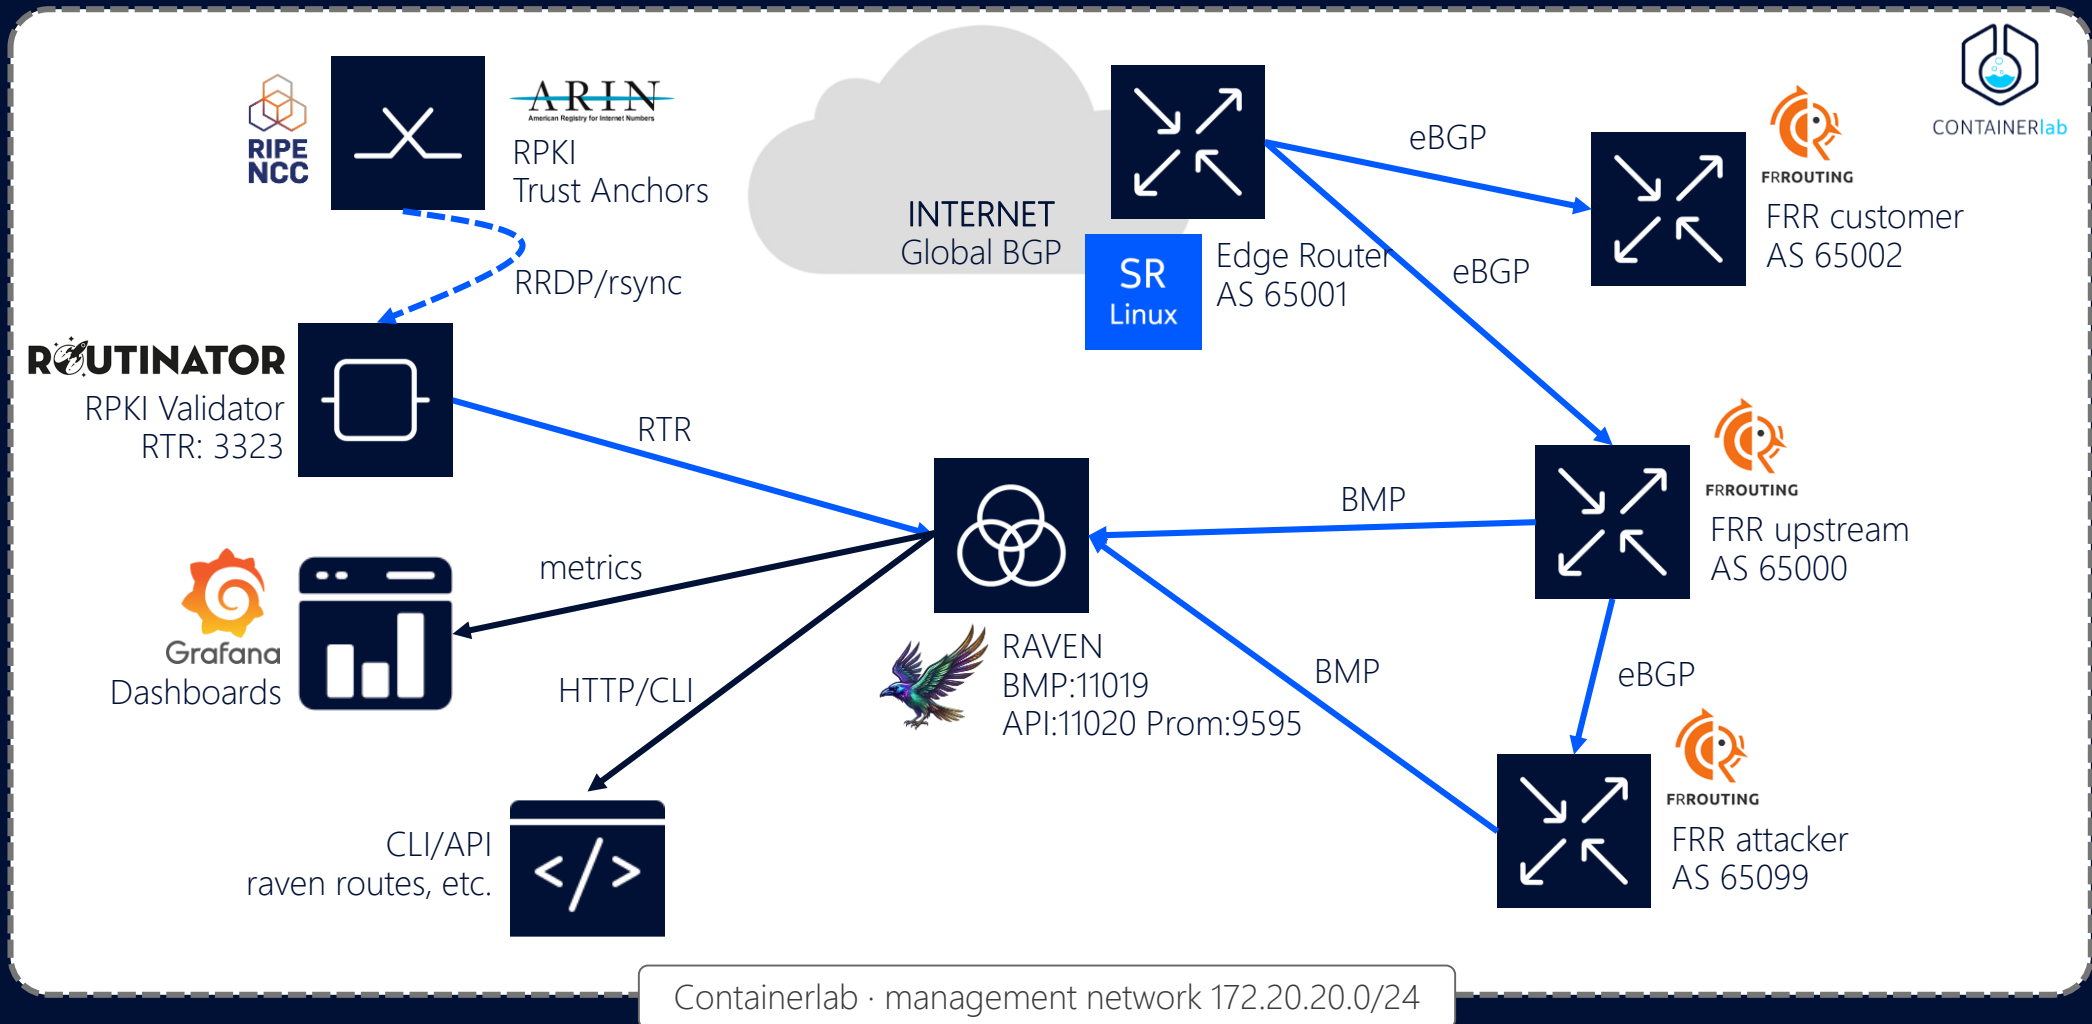 RIPE
NCC
ARIN
American Registry for Internet Numbers
RPKI
Trust Anchors
RRDP/rsync
INTERNET
Global BGP
SR
Linux
Edge Router
AS 65001
eBGP
eBGP
FRROUTING
FRR customer
AS 65002
CONTAINERlab
ROUTINATOR
RPKI Validator
RTR: 3323
RTR
metrics
Grafana
Dashboards
HTTP/CLI
RAVEN
BMP:11019
API:11020 Prom:9595
BMP
BMP
FRROUTING
FRR upstream
AS 65000
eBGP
FRROUTING
FRR attacker
AS 65099
CLI/API
raven routes, etc.
</>
Containerlab · management network 172.20.20.0/24